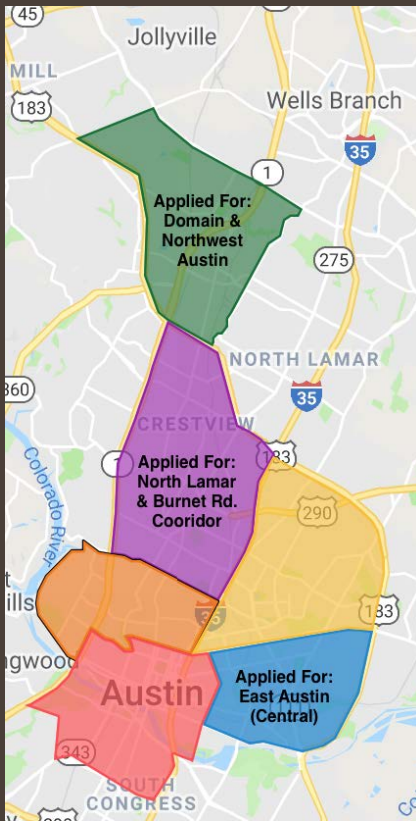 45
Jollyville
MILL
183
Wells Branch
35
1
Applied For:
Domain &
Northwest
Austin
275
NORTH LAMAR
360
35
CRESTVIEW
183
Applied For:
North Lamar
& Burnet Rd.
Cooridor
290
Colorado River
ills
35
183
ngwood
Austin
Applied For:
East Austin
(Central)
343
SOUTH
CONGRESS